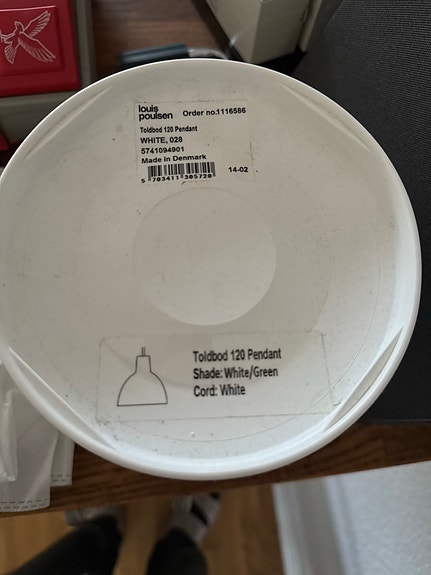 louis
poulsen Order no.1116586
Toldbod 120 Pendant
WHITE, 028
5741094901
Made in Denmark
5 703411 305720 14-02
Toldbod 120 Pendant
Shade: White/Green
Cord: White